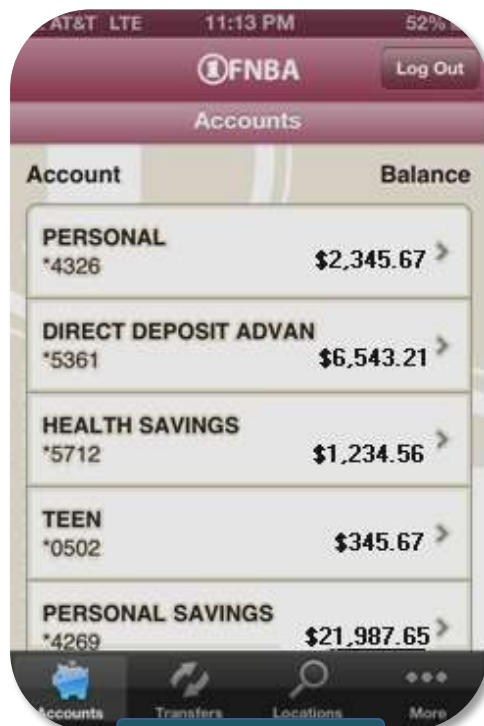 AT&T LTE 11:13 PM 52%
FNBA Log Out
Accounts
Account Balance
PERSONAL
*4326 $2,345.67
DIRECT DEPOSIT ADVAN
*5361 $6,543.21
HEALTH SAVINGS
*5712 $1,234.56
TEEN
*0502 $345.67
PERSONAL SAVINGS
*4269 $21,987.65
Accounts Transfers Locations More